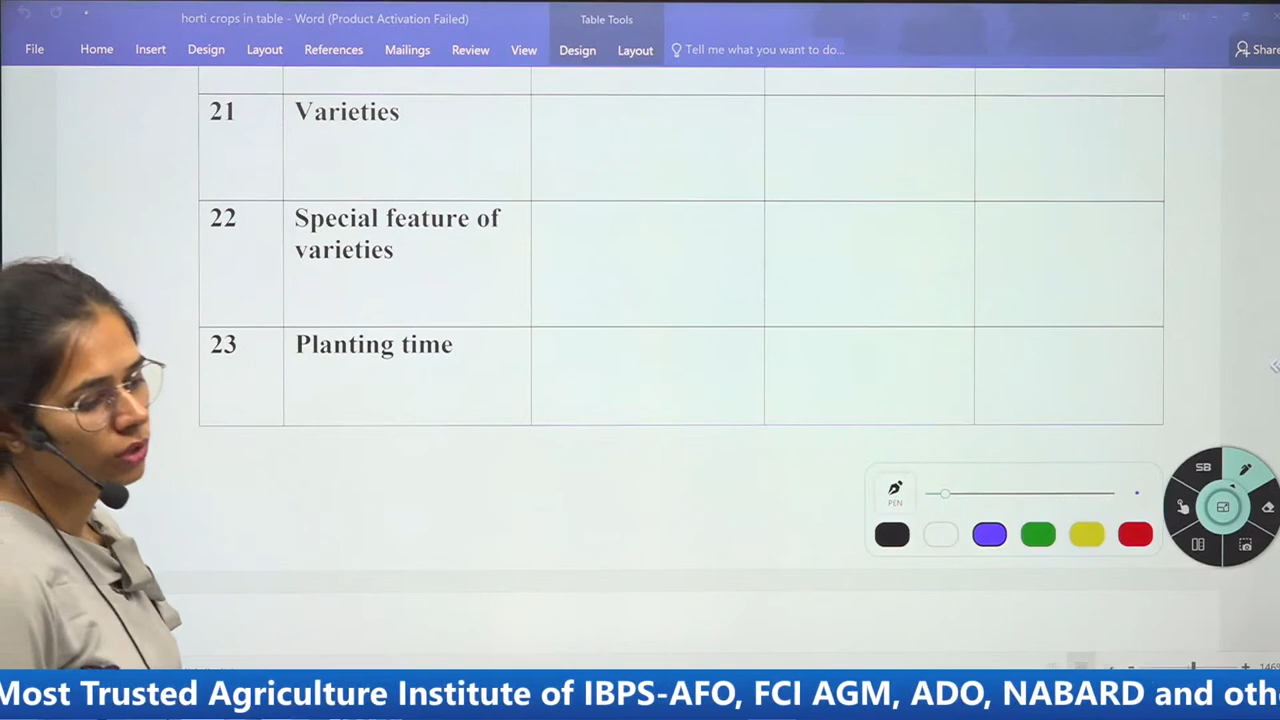 horti crops in table - Word (Product Activation Failed)
Table Tools
File Home Insert Design Layout References Mailings Review View Design Layout Tell me what you want to do... Share
21 Varieties
22 Special feature of
varieties
23 Planting time
SB
PEN
146
Most Trusted Agriculture Institute of IBPS-AFO, FCI AGM, ADO, NABARD and oth